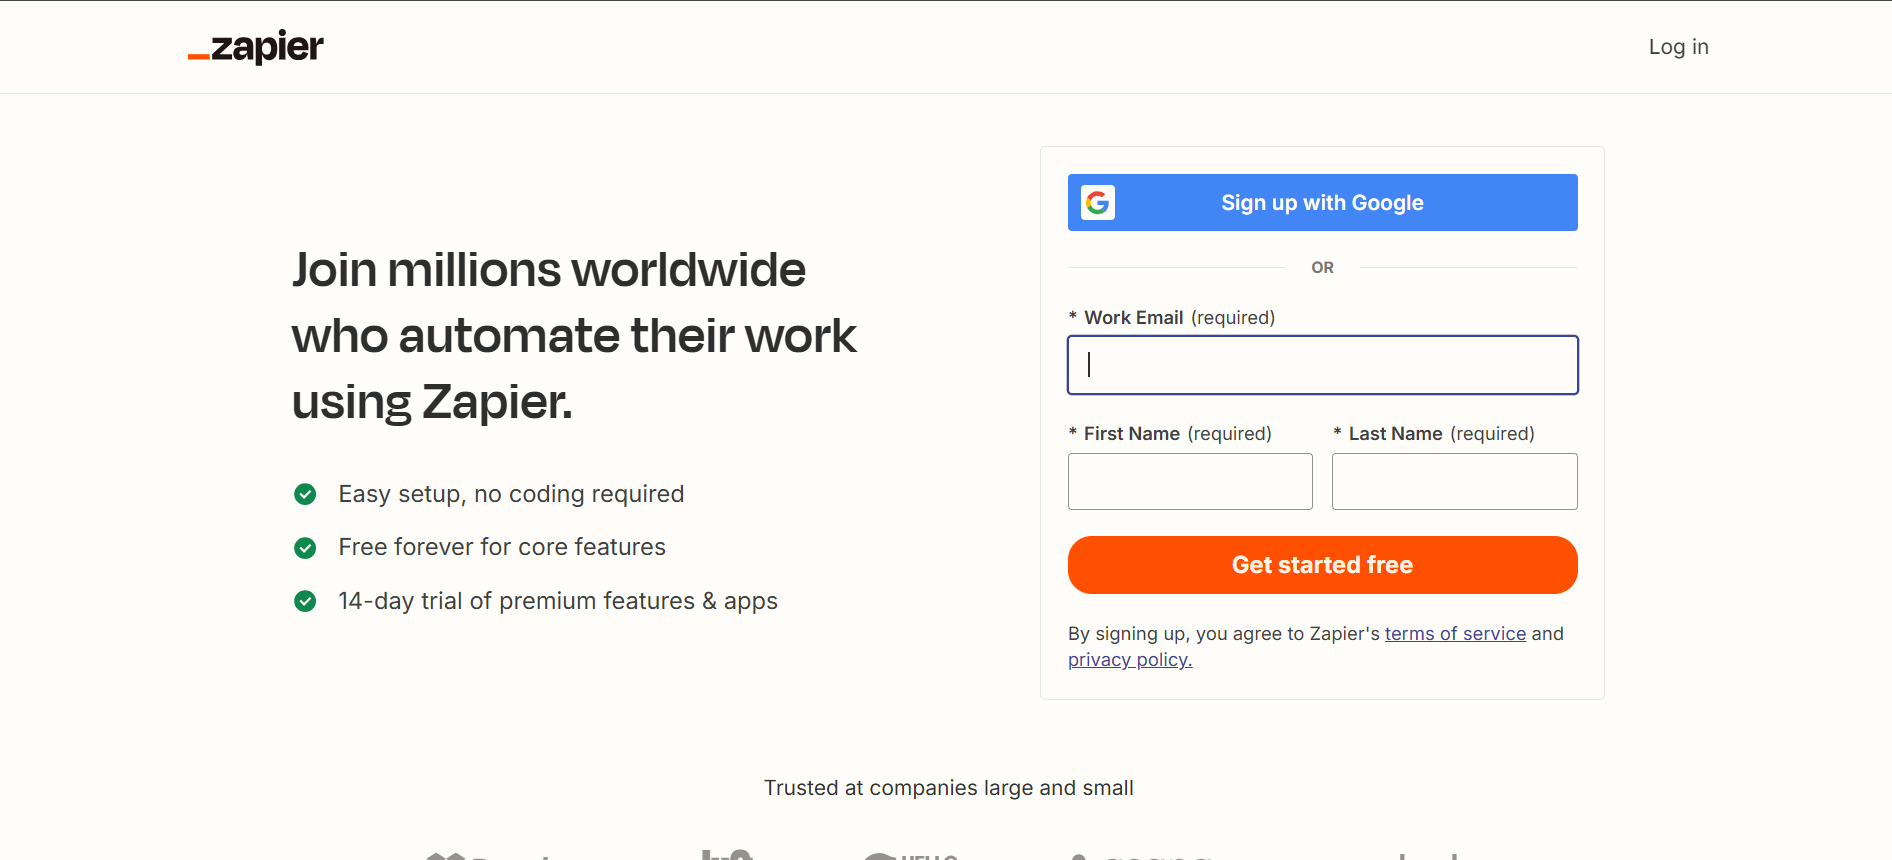 zapier
Log in
Join millions worldwide
who automate their work
using Zapier.
Easy setup, no coding required
Free forever for core features
14-day trial of premium features & apps
Sign up with Google
OR
* Work Email (required)
* First Name (required) * Last Name (required)
Get started free
By signing up, you agree to Zapier's terms of service and
privacy policy.
Trusted at companies large and small